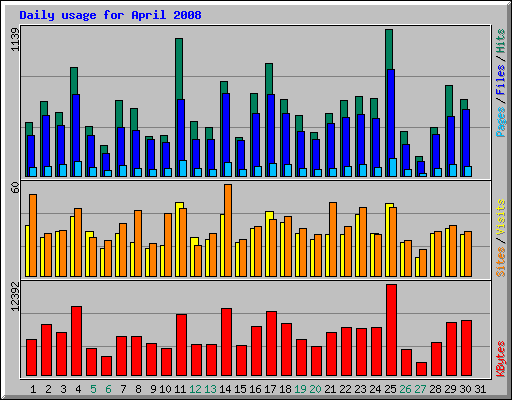 Daily usage for April 2008
1139
60
12392
Pages / Files / Hits
Sites / Visits
KBytes
1 2 3 4 5 6 7 8 9 10 11 12 13 14 15 16 17 18 19 20 21 22 23 24 25 26 27 28 29 30 31